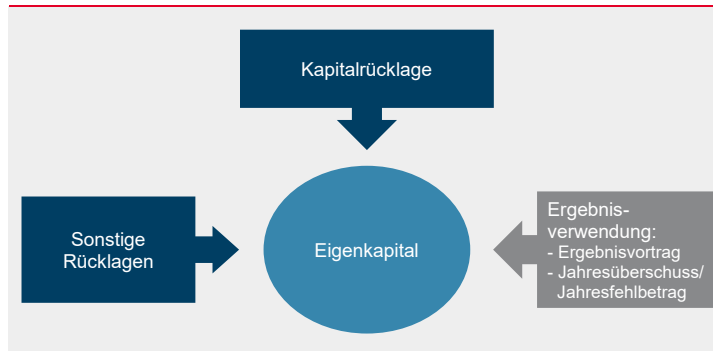 Kapitalrücklage
Sonstige
Rücklagen
Eigenkapital
Ergebnis-
verwendung:
- Ergebnisvortrag
- Jahresüberschuss/
Jahresfehlbetrag